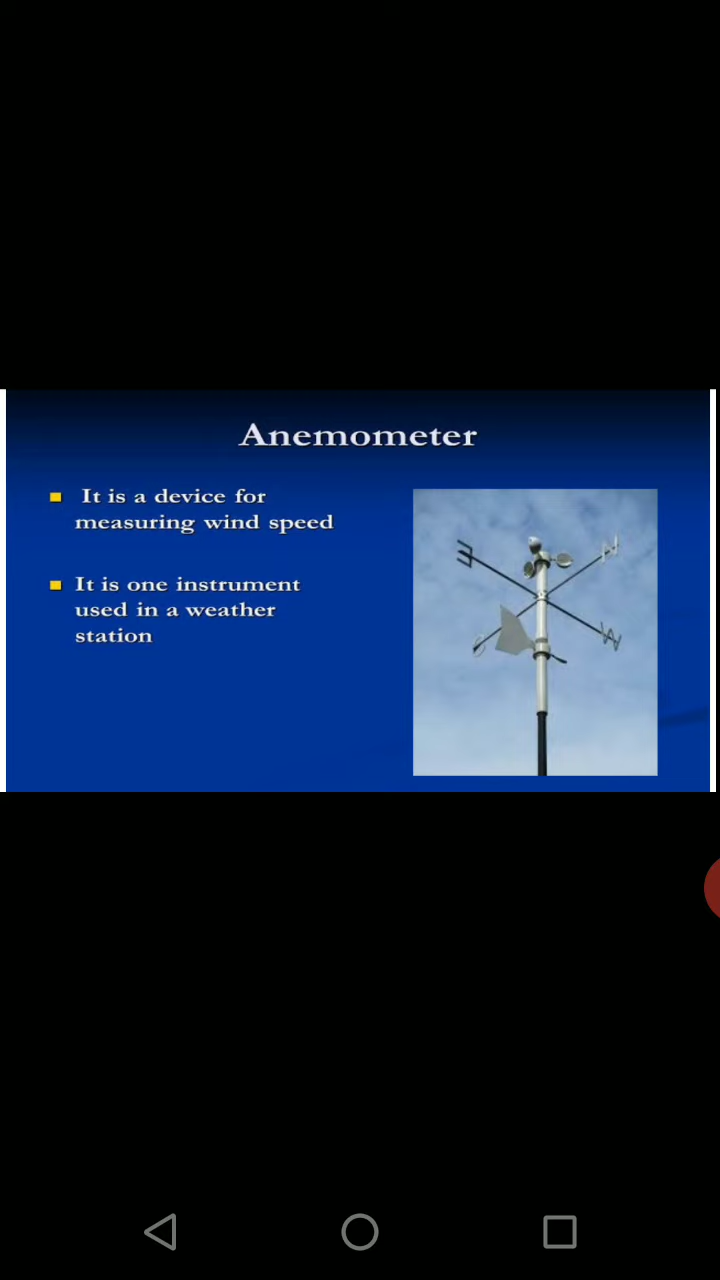 Anemometer
It is a device for
measuring wind speed
It is one instrument
used in a weather
station
E
N
S
W